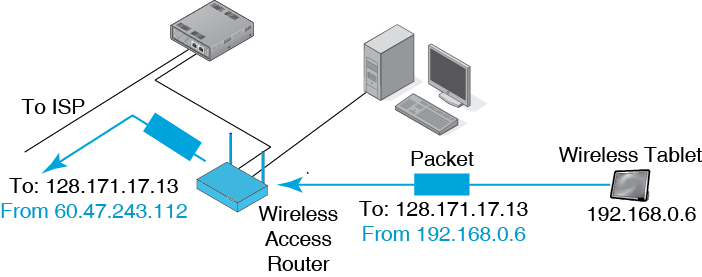 To ISP
Packet
Wireless Tablet
To: 128.171.17.13
From 60.47.243.112
Wireless
Access
Router
To: 128.171.17.13
From 192.168.0.6
192.168.0.6